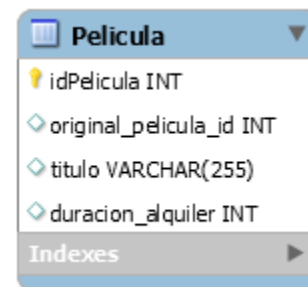 Pelicula
idPelicula INT
original_pelicula_id INT
titulo VARCHAR(255)
duracion_alquiler INT
Indexes